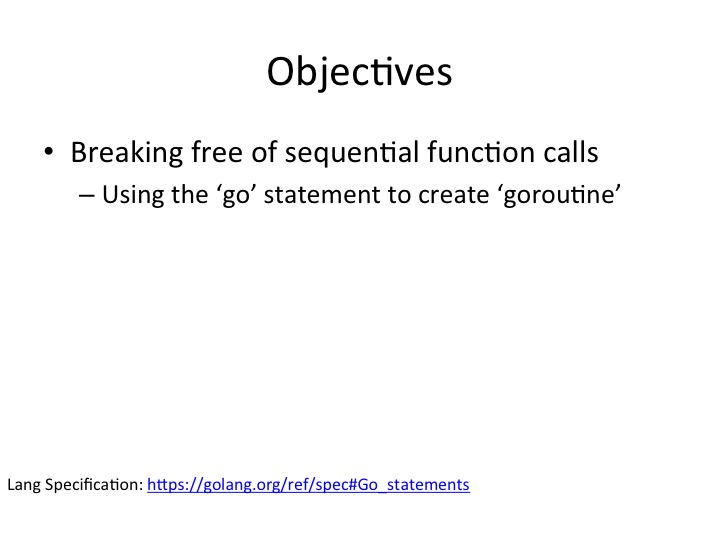 Objectives
• Breaking free of sequential function calls
– Using the ‘go’ statement to create ‘goroutine’
Lang Specification: https://golang.org/ref/spec#Go_statements